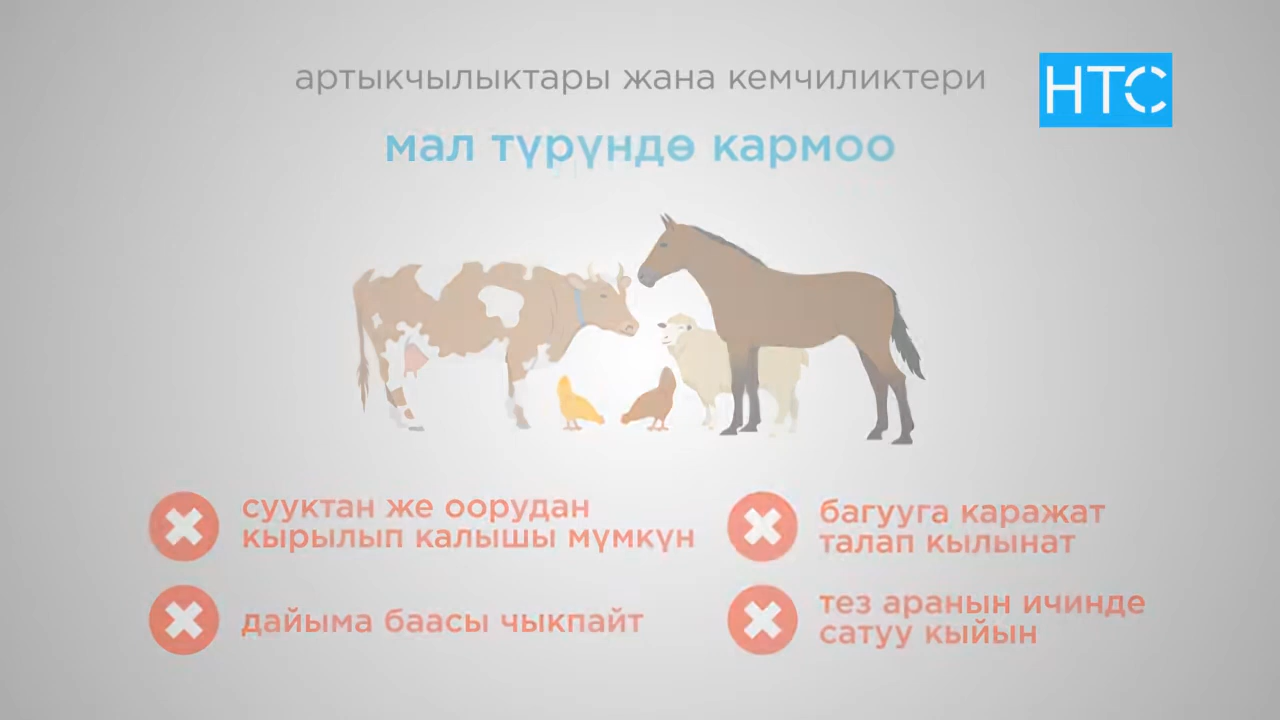 артыкчылыктары жана кемчиликтери
НТС
мал түрүндө кармоо
сууктан же оорудан
кырылып калышы мүмкүн
багууга каражат
талап кылынат
дайыма баасы чыкпайт
тез аранын ичинде
сатуу кыйын